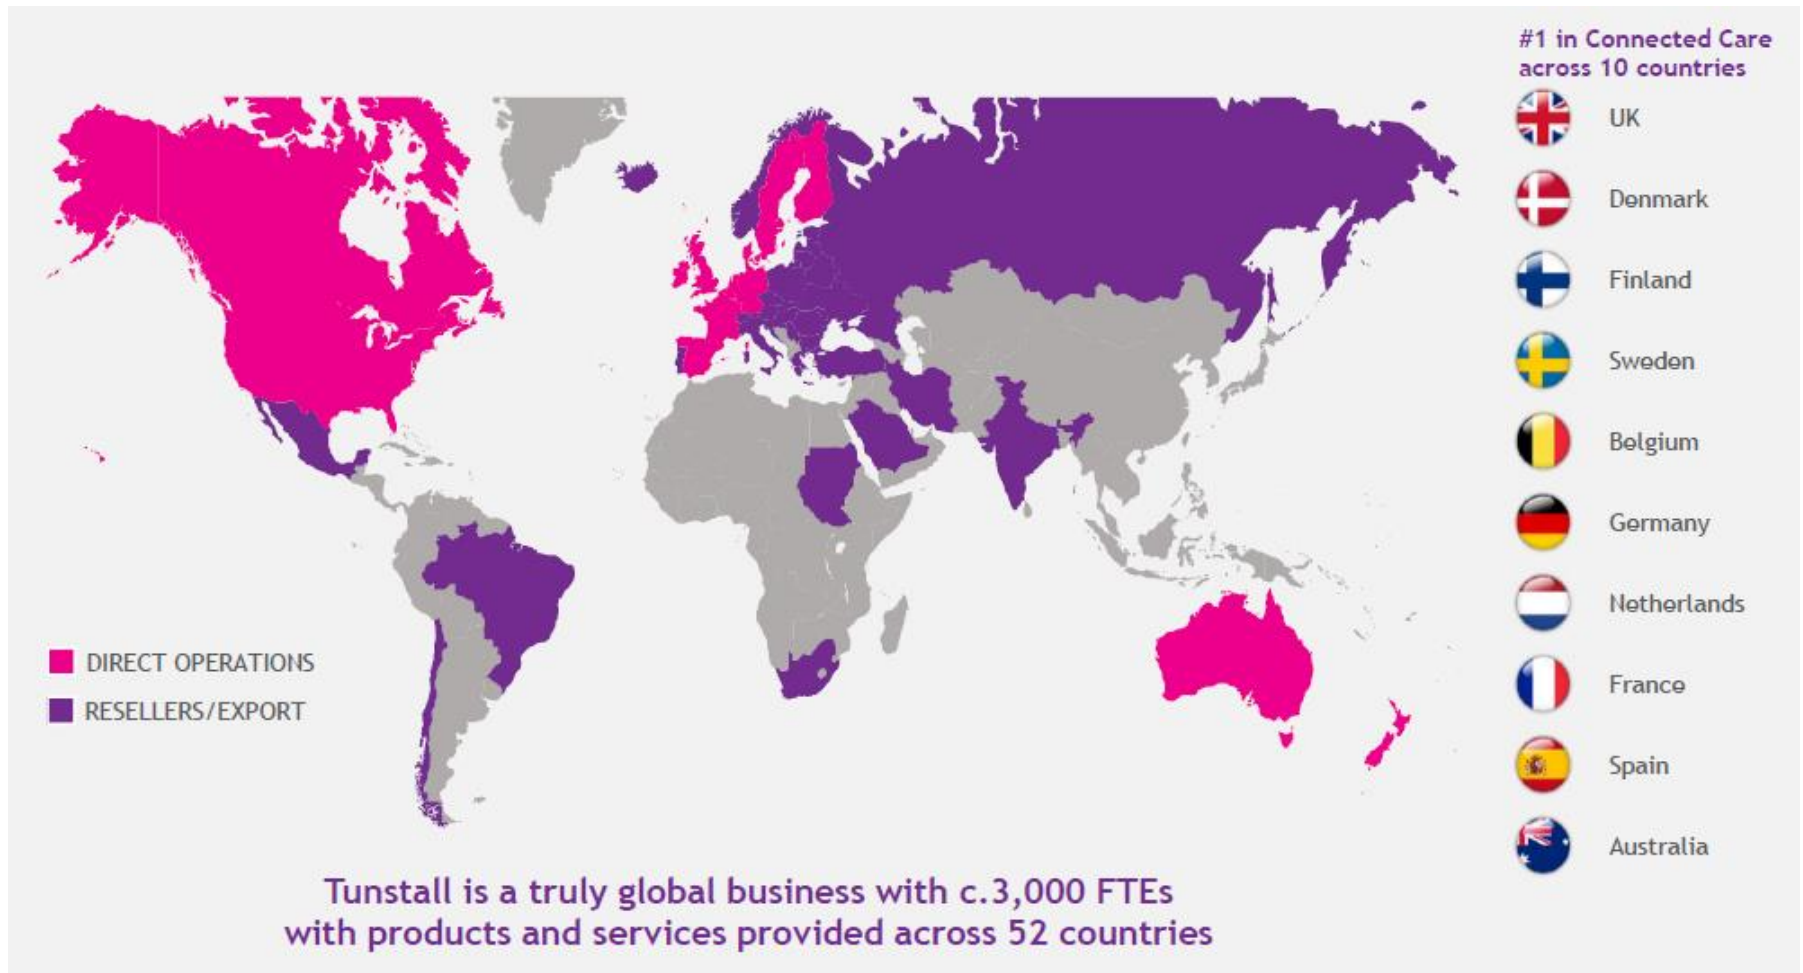 #1 in Connected Care
across 10 countries
UK
Denmark
Finland
Sweden
Belgium
Germany
Netherlands
France
Spain
Australia
DIRECT OPERATIONS
RESELLERS/EXPORT
Tunstall is a truly global business with c.3,000 FTEs
with products and services provided across 52 countries